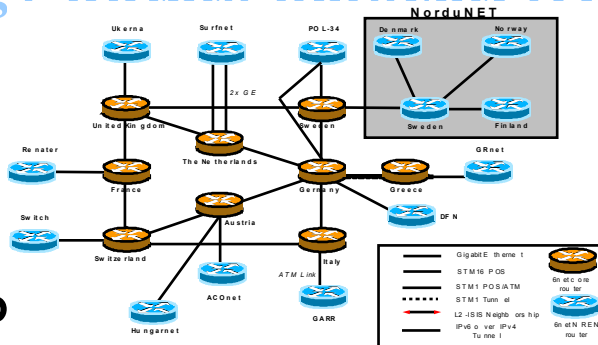 NorduNET
Ukerna
Surfnet
POL-34
Denmark
Norway
2x GE
United Kingdom
Sweden
Sweden
Finland
The Netherlands
Renater
GRnet
France
Germany
Greece
DFN
Switch
Austria
Switzerland
Italy
ATM Link
ACOnet
GARR
Hungarnet
Gigabit Ethernet
STM16 POS
STM1 POS/ATM
STM1 Tunnel
L2-ISIS Neighborship
IPv6 over IPv4
Tunnel
6net core
router
6net NREN
router